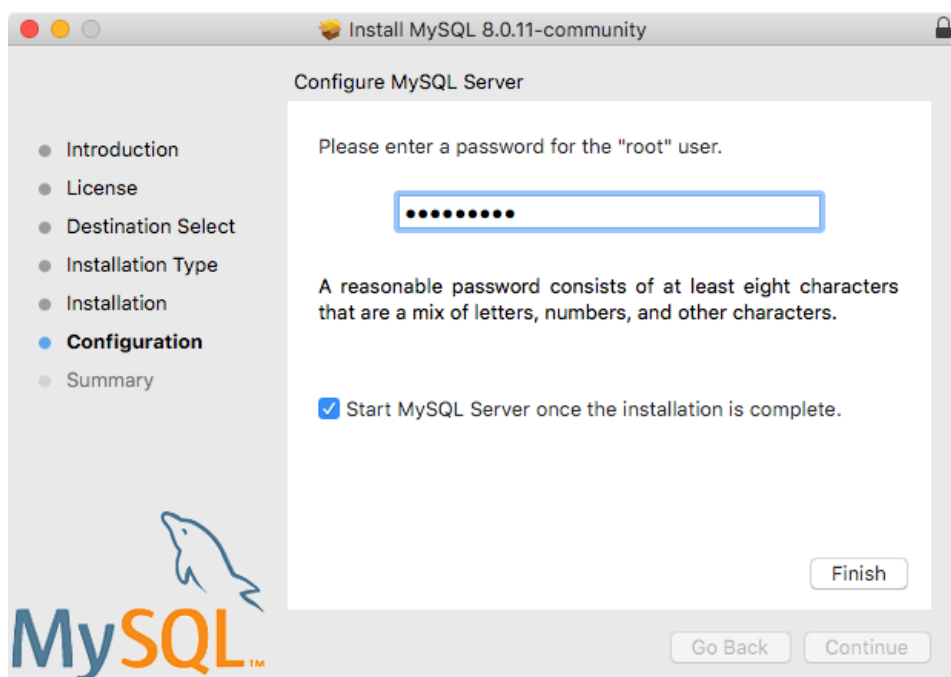 Install MySQL 8.0.11-community
Configure MySQL Server
Introduction
License
Destination Select
Installation Type
Installation
Configuration
Summary
Please enter a password for the "root" user.
•••••••••
A reasonable password consists of at least eight characters
that are a mix of letters, numbers, and other characters.
Start MySQL Server once the installation is complete.
Finish
MySQL™
Go Back
Continue